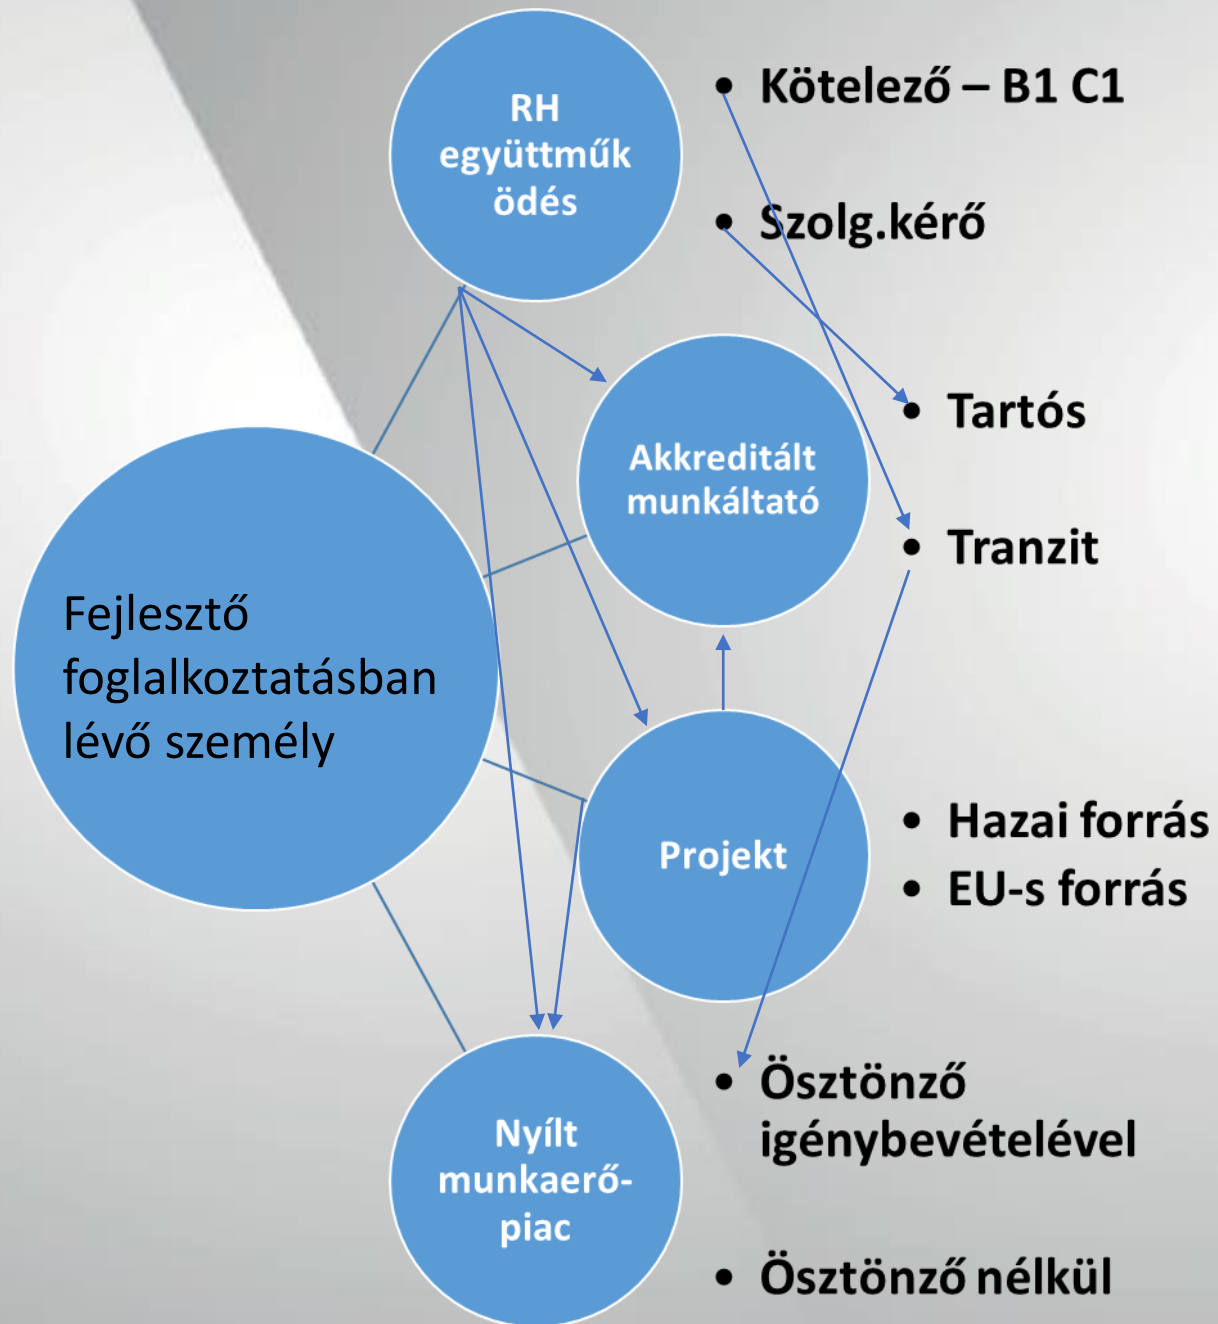 RH
együttműk
ödés
• Kötelező – B1 C1
• Szolg.kérő
Akkreditált
munkáltató
• Tartós
• Tranzit
Fejlesztő
foglalkoztatásban
lévő személy
Projekt
• Hazai forrás
• EU-s forrás
Nyílt
munkaerő-
piac
• Ösztönző
igénybevételével
• Ösztönző nélkül